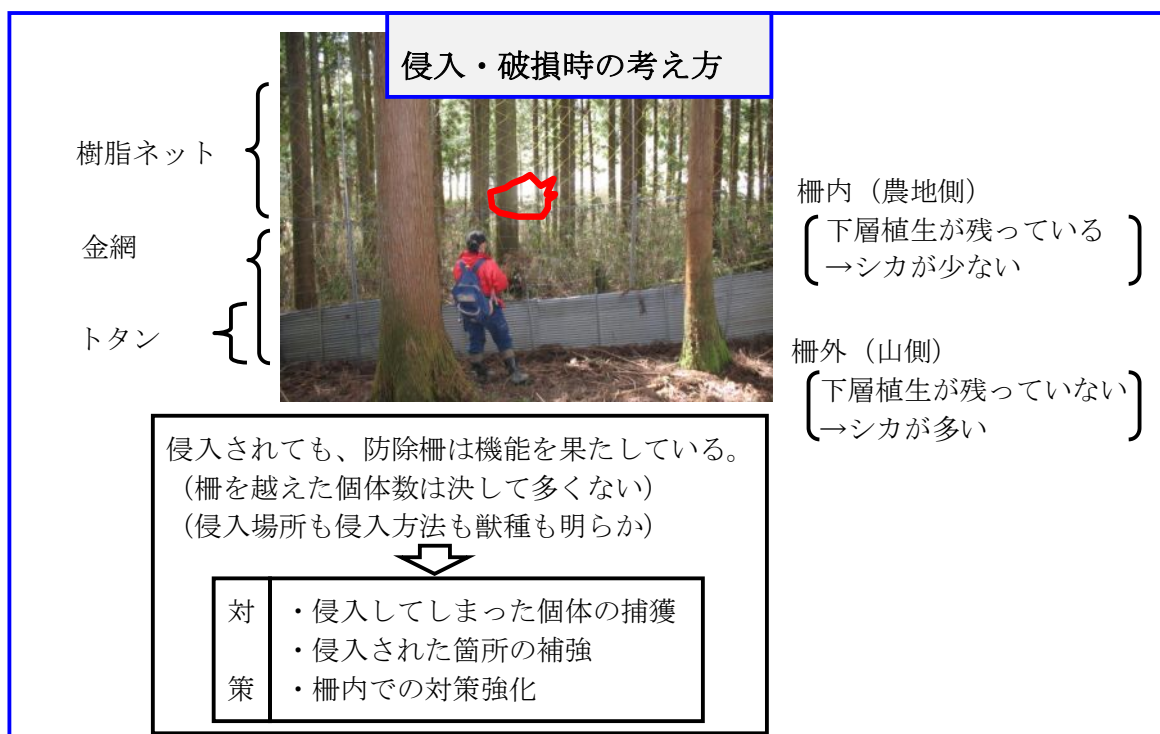 侵入・破損時の考え方
樹脂ネット
金網
トタン
柵内（農地側）
下層植生が残っている
→シカが少ない
柵外（山側）
下層植生が残っていない
→シカが多い
侵入されても、防除柵は機能を果たしている。
（柵を越えた個体数は決して多くない）
（侵入場所も侵入方法も獣種も明らか）
対策
・侵入してしまった個体の捕獲
・侵入された箇所の補強
・柵内での対策強化